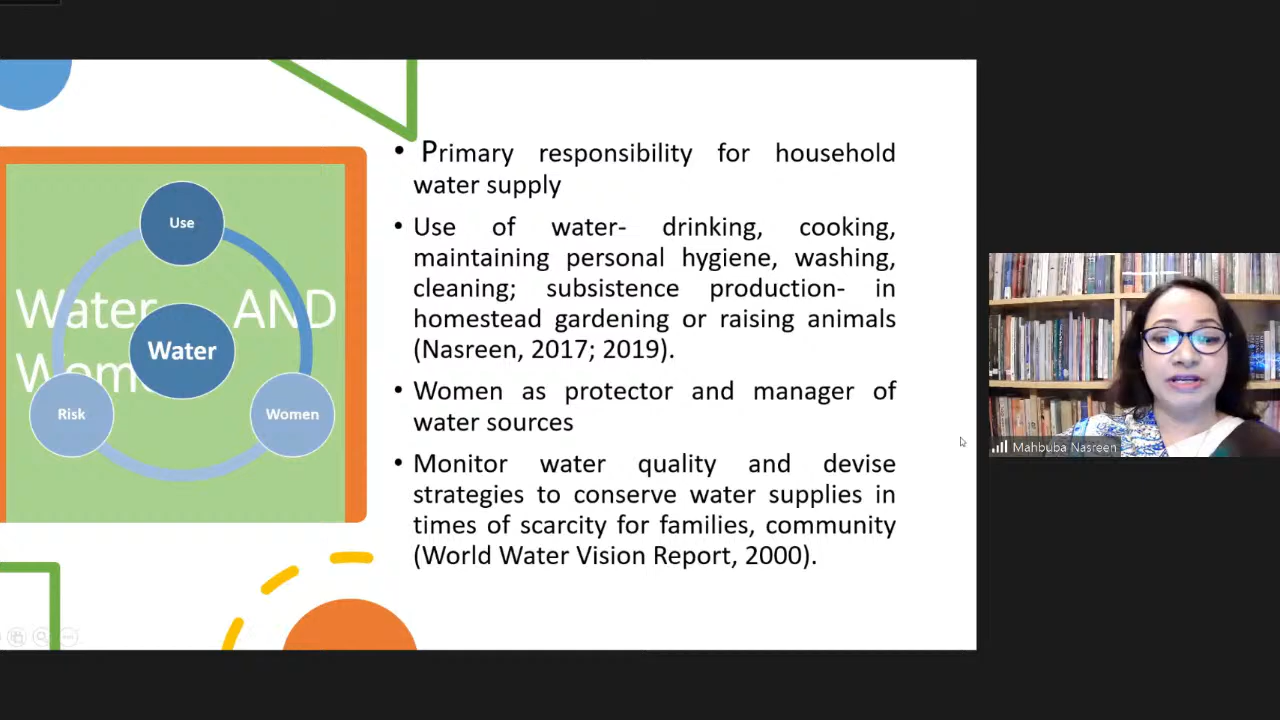 Water AND
Wom
Use
Water
Risk
Women
• Primary responsibility for household
water supply
• Use of water- drinking, cooking,
maintaining personal hygiene, washing,
cleaning; subsistence production- in
homestead gardening or raising animals
(Nasreen, 2017; 2019).
• Women as protector and manager of
water sources
• Monitor water quality and devise
strategies to conserve water supplies in
times of scarcity for families, community
(World Water Vision Report, 2000).
Mahbuba Nasreen